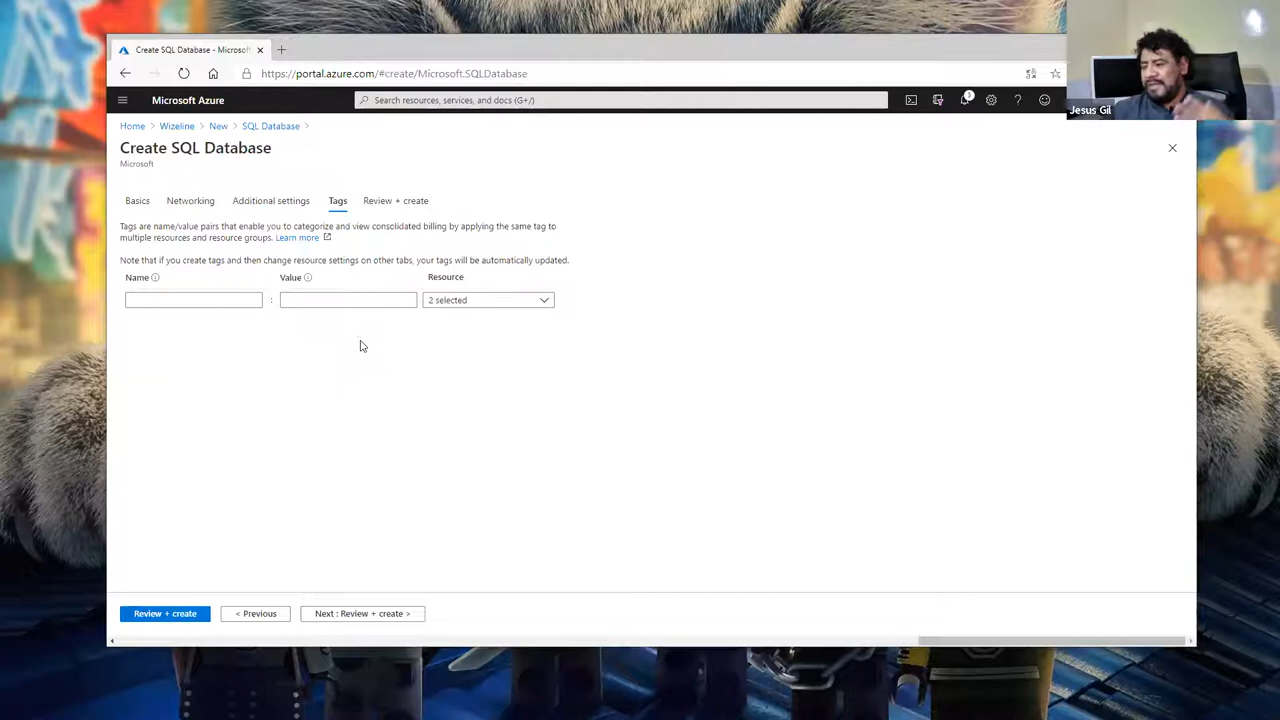 Create SQL Database - Microsoft
https://portal.azure.com/#create/Microsoft.SQLDatabase
Jesus Gil
Microsoft Azure
Search resources, services, and docs (G+/)
3
Home > Wizeline > New > SQL Database >
Create SQL Database
Microsoft
Basics Networking Additional settings Tags Review + create
Tags are name/value pairs that enable you to categorize and view consolidated billing by applying the same tag to
multiple resources and resource groups. Learn more
Note that if you create tags and then change resource settings on other tabs, your tags will be automatically updated.
Name Value Resource
: 2 selected
Review + create < Previous Next : Review + create >